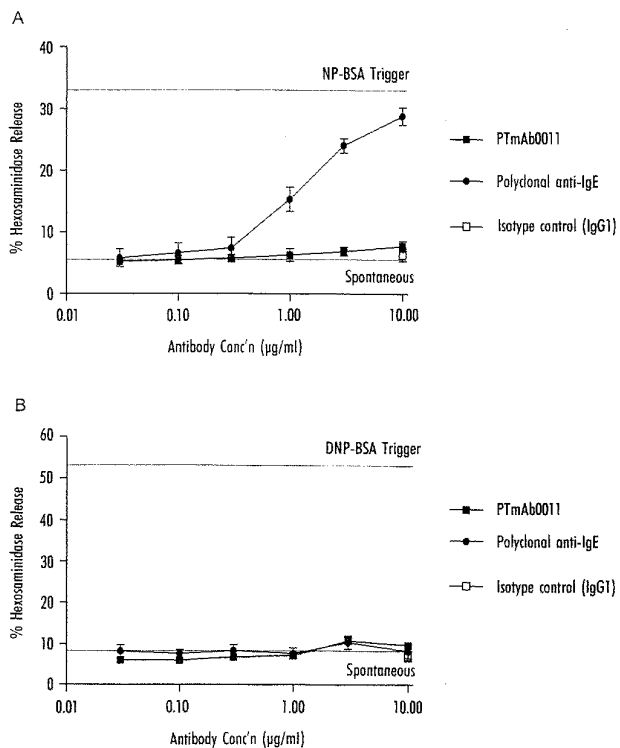 A
40
NP-BSA Trigger
30
20
10
0
% Hexosaminidase Release
Spontaneous
0.01
0.10
1.00
10.00
Antibody Conc'n (µg/ml)
PTmAb0011
Polyclonal anti-IgE
Isotype control (IgG1)
B
60
50
40
30
20
10
0
% Hexosaminidase Release
DNP-BSA Trigger
Spontaneous
0.01
0.10
1.00
10.00
Antibody Conc'n (µg/ml)
PTmAb0011
Polyclonal anti-IgE
Isotype control (IgG1)